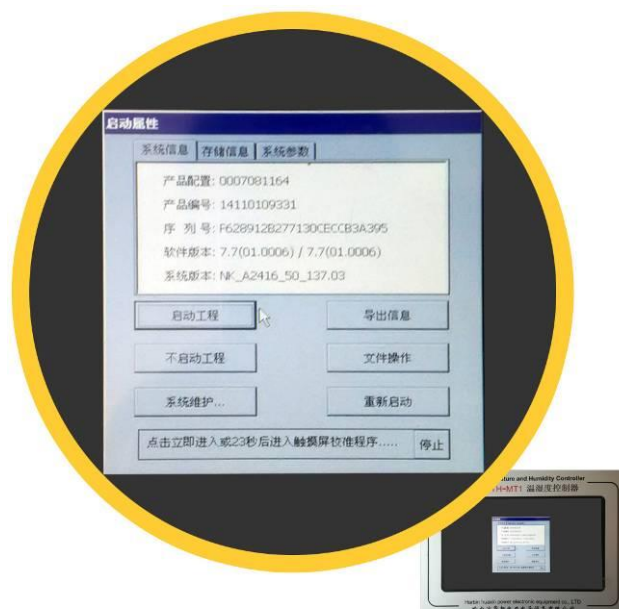 启动属性
系统信息 存储信息 系统参数
产品配置: 0007081164
产品编号: 14110109331
序 列 号: F628912B277130CECCB3A395
软件版本: 7.7(01.0006) / 7.7(01.0006)
系统版本: NK_A2416_50_137.03
启动工程 导出信息
不启动工程 文件操作
系统维护... 重新启动
点击立即进入或23秒后进入触摸屏校准程序..... 停止
ture and Humidity Controller
TH-MT1 温湿度控制器